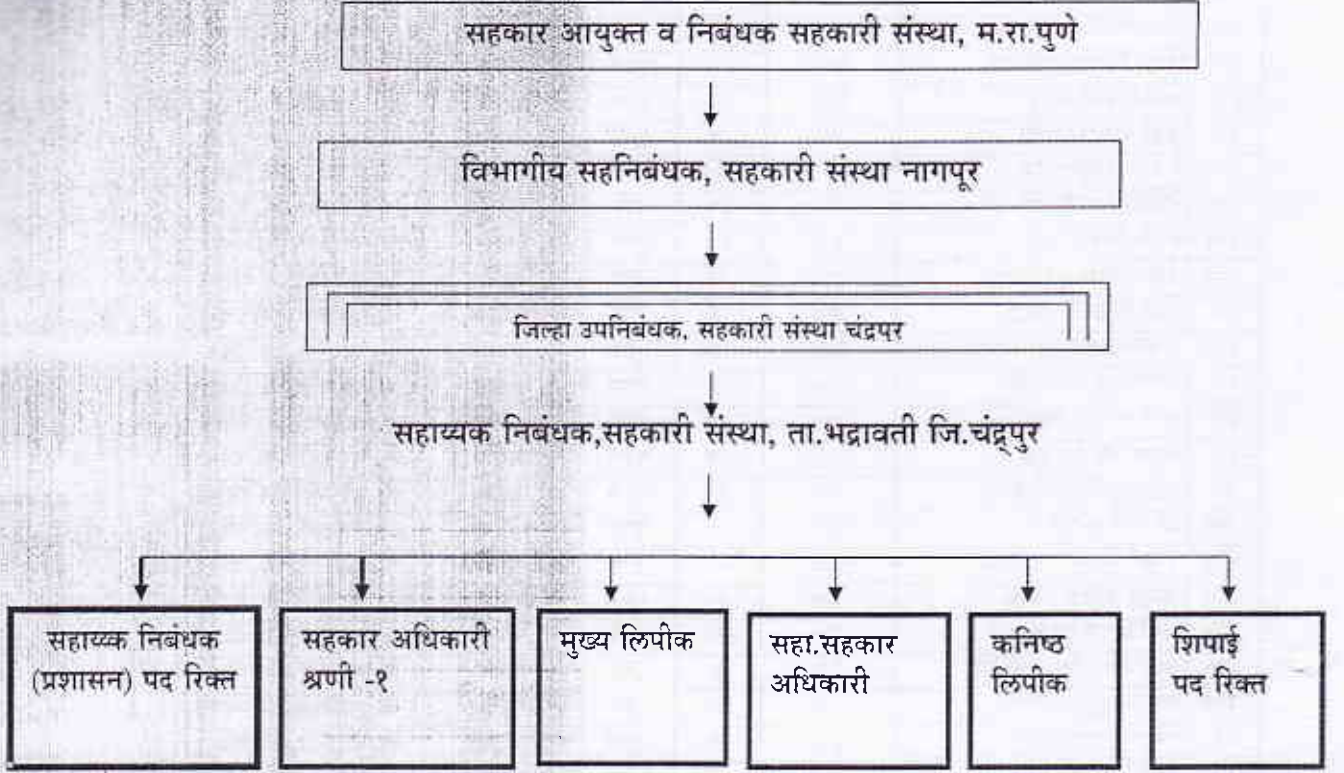 सहकार आयुक्त व निबंधक सहकारी संस्था, म.रा.पुणे
विभागीय सहनिबंधक, सहकारी संस्था नागपूर
जिल्हा उपनिबंधक, सहकारी संस्था चंद्रपर
सहाय्यक निबंधक,सहकारी संस्था, ता.भद्रावती जि.चंद्र्पुर
सहाय्यक निबंधक
(प्रशासन) पद रिक्त
सहकार अधिकारी
श्रणी -१
मुख्य लिपीक
सहा.सहकार
अधिकारी
कनिष्ठ
लिपीक
शिपाई
पद रिक्त